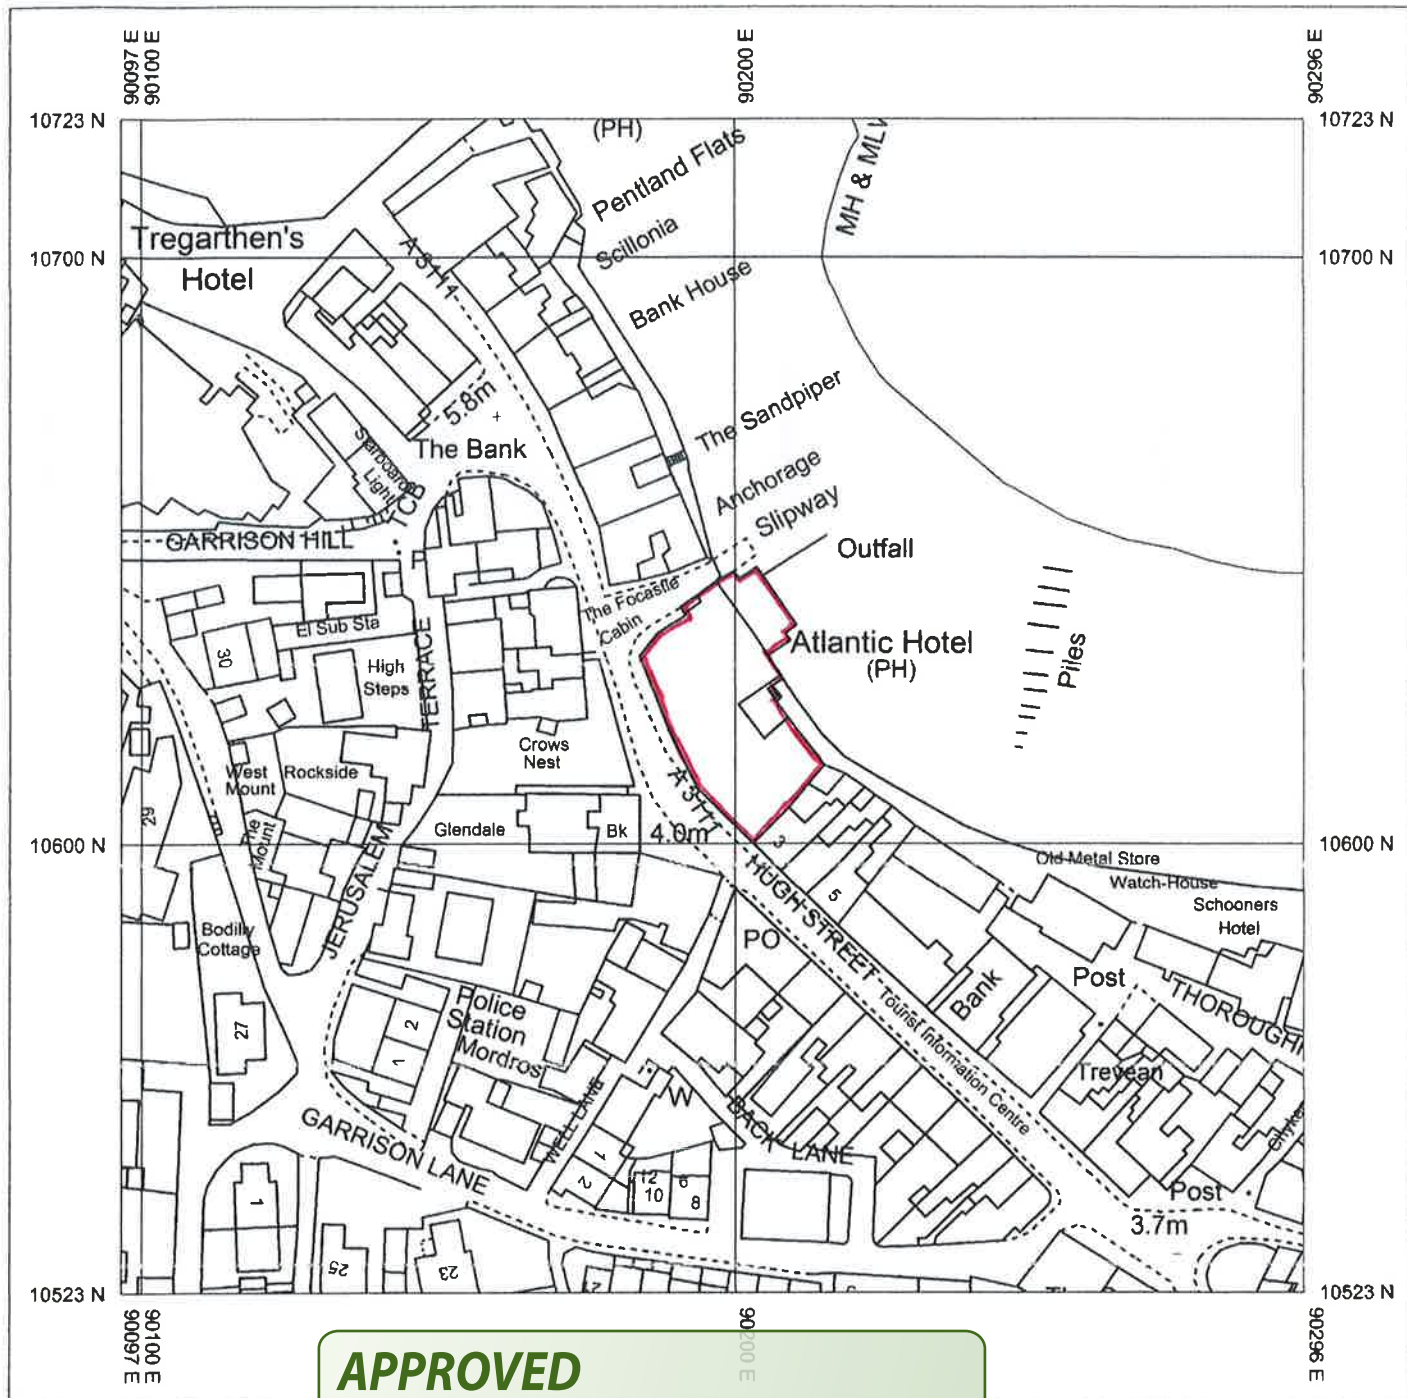 90097 E
90100 E
90200 E
90296 E
10723 N
10723 N
(PH)
Pentland Flats
MH & MLW
A 3111
Scillonia
Tregarthen's
Hotel
10700 N
10700 N
Bank House
5.8m
The Sandpiper
The Bank
Starboard
Light
Anchorage
TCB
Slipway
GARRISON HILL
Outfall
The Focastle
Cabin
El Sub Sta
30
High
Steps
TERRACE
Atlantic Hotel
(PH)
Piles
Crows
Nest
West
Mount
Rockside
A 3111
29
The
Mount
Glendale
Bk
4.0m
3
10600 N
10600 N
JERUSALEM
HUGH STREET
5
Old Metal Store
Watch-House
Schooners
Hotel
Bodilly
Cottage
PO
Post
Bank
THOROUGH
Police
Station
Mordros
2
1
27
Tourist Information Centre
Trevean
W
WELL LANE
BACK LANE
GARRISON LANE
1
2
12
10
6
8
1
Post
3.7m
25
23
10523 N
10523 N
90097 E
90100 E
90200 E
90296 E
APPROVED